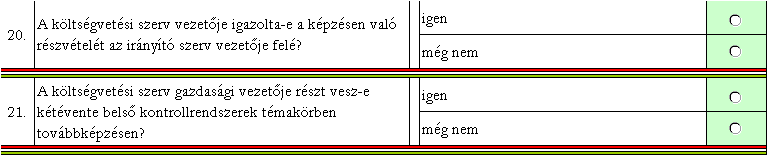 20.
A költségvetési szerv vezetője igazolta-e a képzésen való
részvételét az irányító szerv vezetője felé?
igen
még nem
21.
A költségvetési szerv gazdasági vezetője részt vesz-e
kétévente belső kontrollrendszerek témakörben
továbbképzésen?
igen
még nem